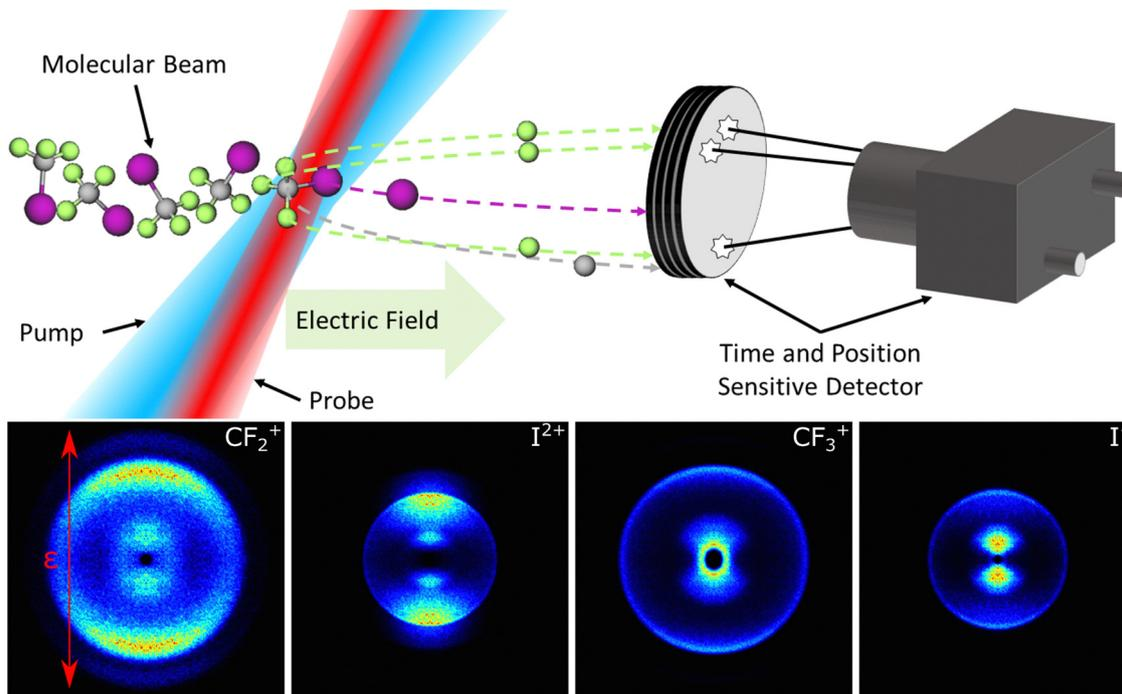 Molecular Beam
Pump
Electric Field
Probe
Time and Position
Sensitive Detector
CF₂⁺
I²⁺
CF₃⁺
I⁺
ε